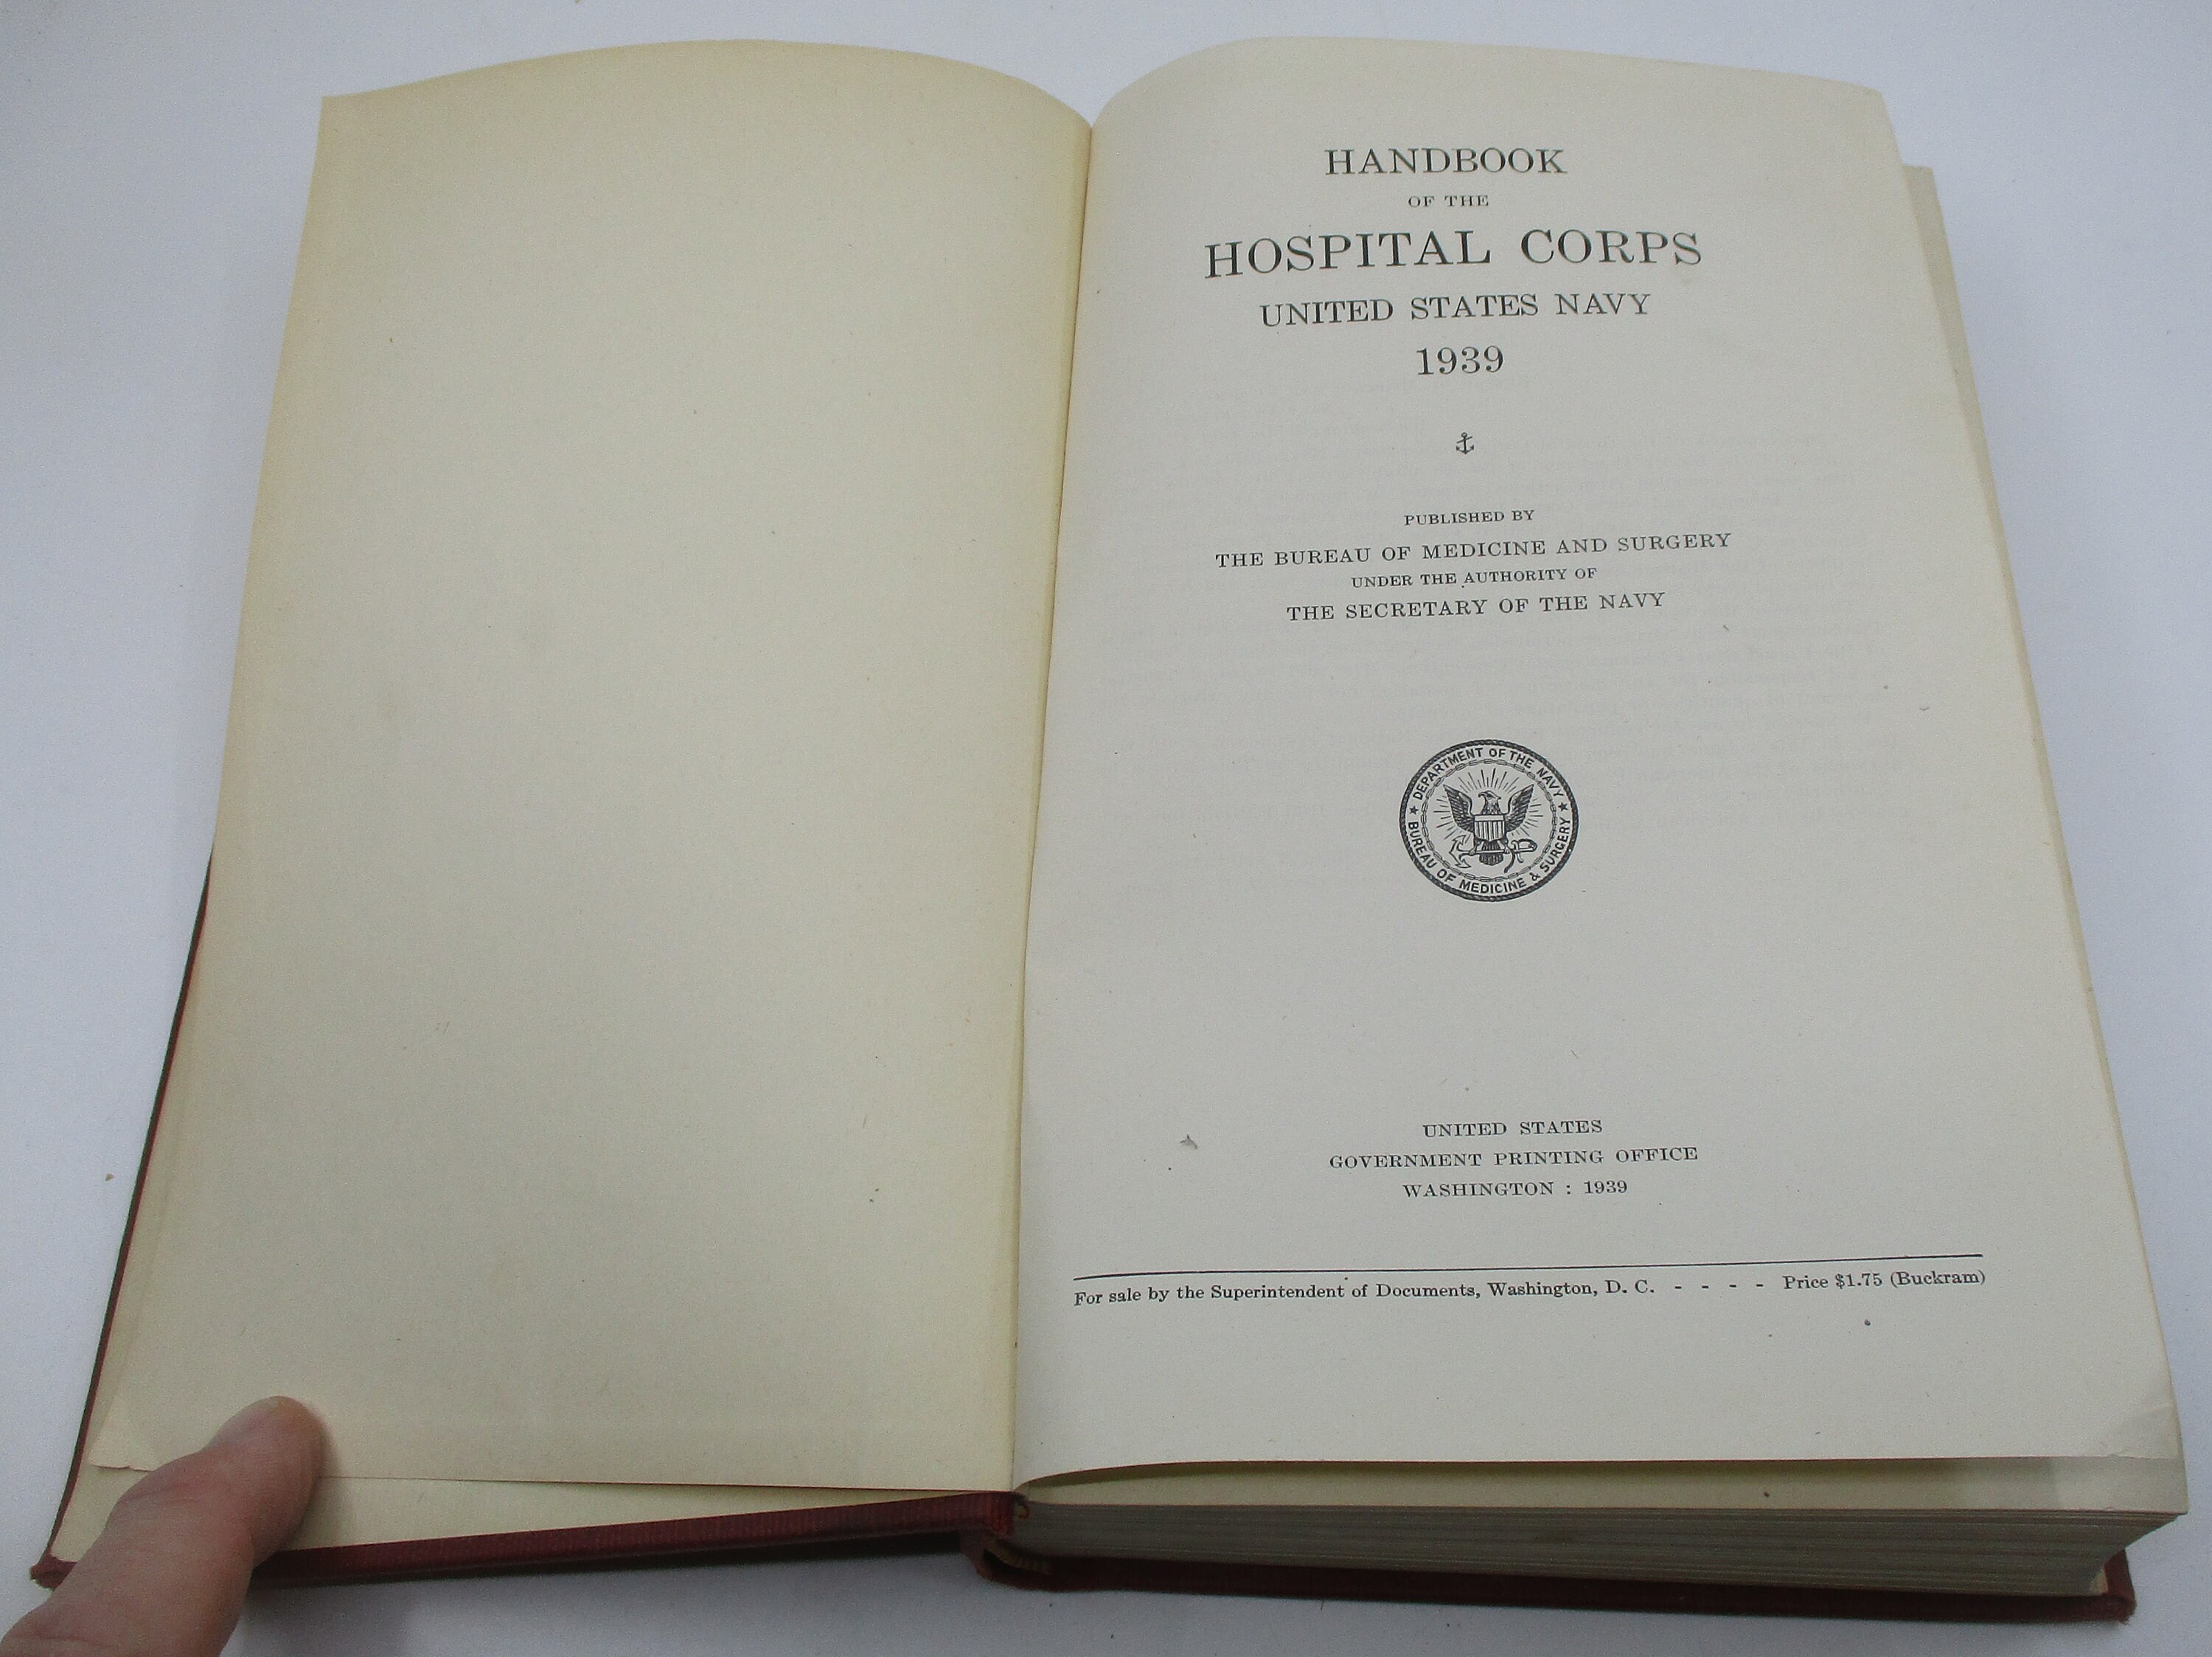 HANDBOOK
OF THE
HOSPITAL CORPS
UNITED STATES NAVY
1939
PUBLISHED BY
THE BUREAU OF MEDICINE AND SURGERY
UNDER THE AUTHORITY OF
THE SECRETARY OF THE NAVY
★ DEPARTMENT OF THE NAVY ★
BUREAU OF MEDICINE & SURGERY
UNITED STATES
GOVERNMENT PRINTING OFFICE
WASHINGTON : 1939
For sale by the Superintendent of Documents, Washington, D. C. - - - - Price $1.75 (Buckram)